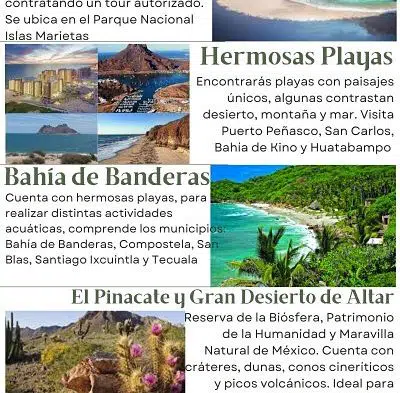 contratando un tour autorizado.
Se ubica en el Parque Nacional
Islas Marietas
Hermosas Playas
Encontrarás playas con paisajes
únicos, algunas contrastan
desierto, montaña y mar. Visita
Puerto Peñasco, San Carlos,
Bahia de Kino y Huatabampo
Bahía de Banderas
Cuenta con hermosas playas, para
realizar distintas actividades
acuáticas, comprende los municipios:
Bahía de Banderas, Compostela, San
Blas, Santiago Ixcuintla y Tecuala
El Pinacate y Gran Desierto de Altar
Reserva de la Biósfera, Patrimonio
de la Humanidad y Maravilla
Natural de México. Cuenta con
cráteres, dunas, conos cineríticos
y picos volcánicos. Ideal para